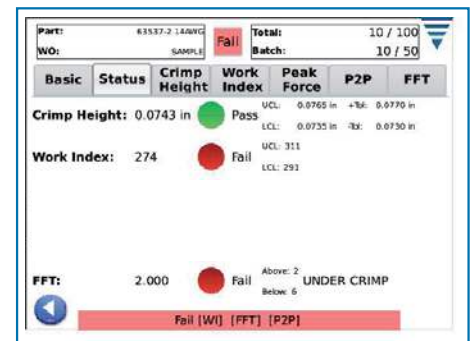 Part: 63537-2 14AWG Fail Total: 10 / 100
WO: SAMPLE Batch: 10 / 50
Basic Status Crimp Height Work Index Peak Force P2P FFT
Crimp Height: 0.0743 in Pass UCL: 0.0765 in +Tol: 0.0770 in
LCL: 0.0735 in -Tol: 0.0730 in
Work Index: 274 Fail UCL: 311
LCL: 291
FFT: 2.000 Fail Above: 2 UNDER CRIMP
Below: 6
Fail [WI] [FFT] [P2P]